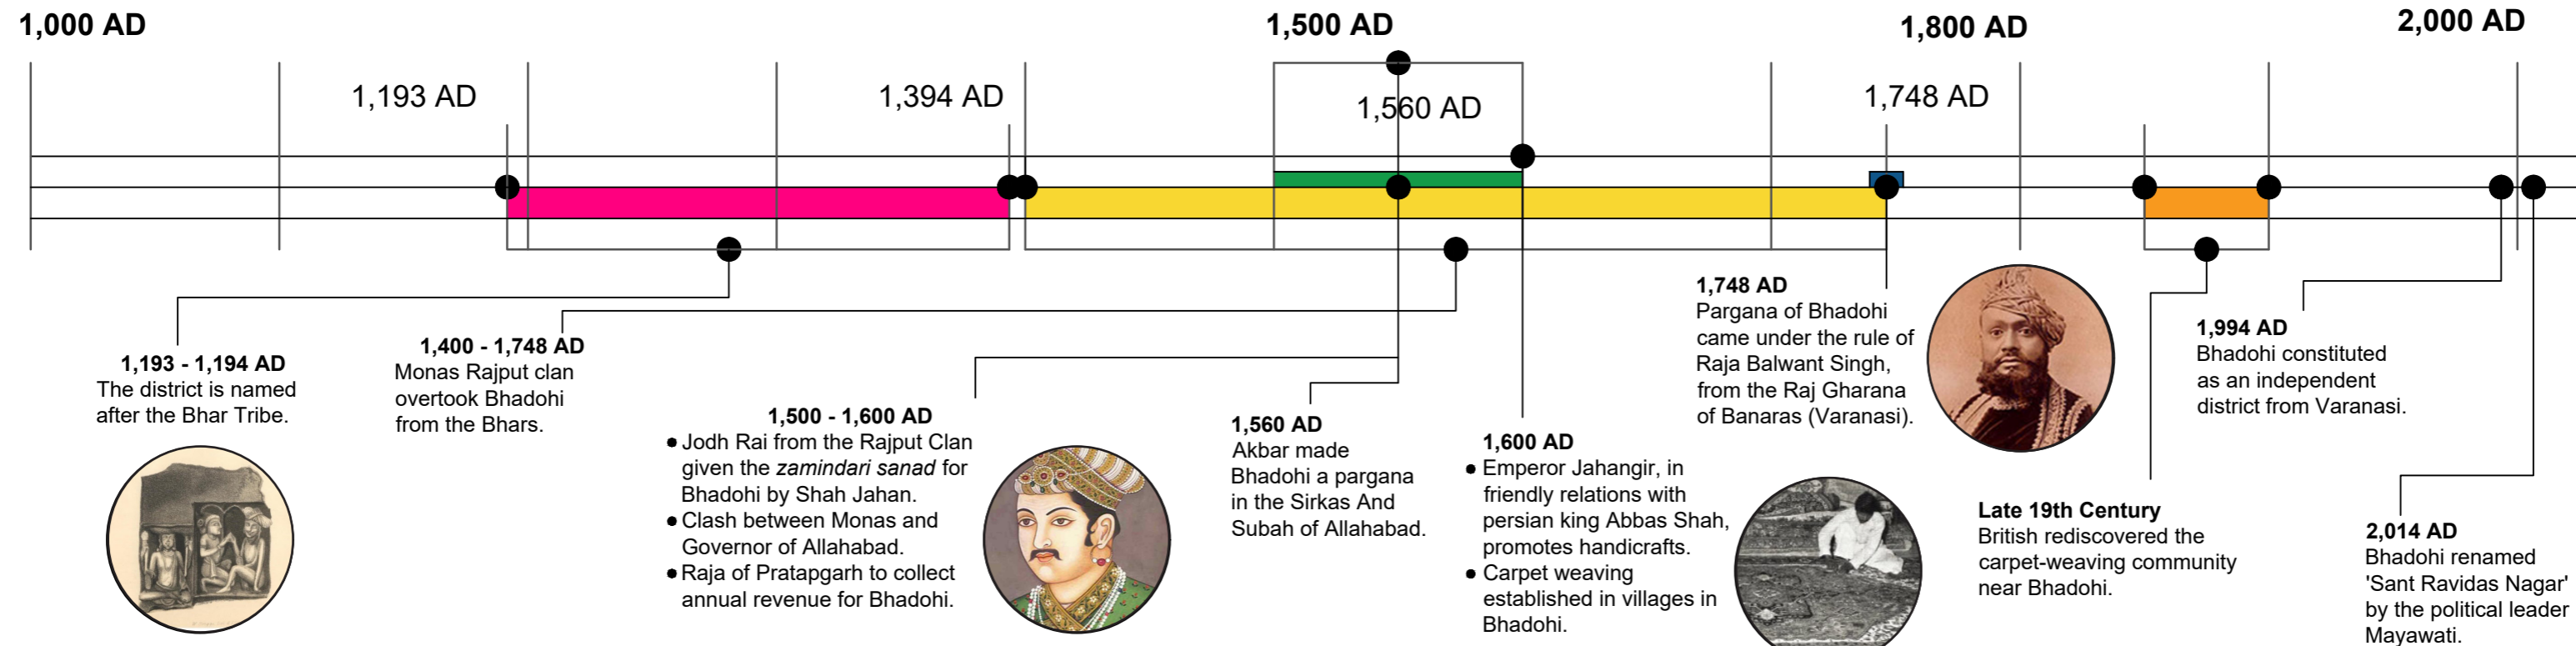 1,000 AD
1,500 AD
1,800 AD
2,000 AD
1,193 AD
1,394 AD
1,560 AD
1,748 AD
1,193 - 1,194 AD
The district is named
after the Bhar Tribe.
1,400 - 1,748 AD
Monas Rajput clan
overtook Bhadohi
from the Bhars.
1,500 - 1,600 AD
● Jodh Rai from the Rajput Clan
given the zamindari sanad for
Bhadohi by Shah Jahan.
● Clash between Monas and
Governor of Allahabad.
● Raja of Pratapgarh to collect
annual revenue for Bhadohi.
1,560 AD
Akbar made
Bhadohi a pargana
in the Sirkas And
Subah of Allahabad.
1,600 AD
● Emperor Jahangir, in
friendly relations with
persian king Abbas Shah,
promotes handicrafts.
● Carpet weaving
established in villages in
Bhadohi.
1,748 AD
Pargana of Bhadohi
came under the rule of
Raja Balwant Singh,
from the Raj Gharana
of Banaras (Varanasi).
Late 19th Century
British rediscovered the
carpet-weaving community
near Bhadohi.
1,994 AD
Bhadohi constituted
as an independent
district from Varanasi.
2,014 AD
Bhadohi renamed
'Sant Ravidas Nagar'
by the political leader
Mayawati.